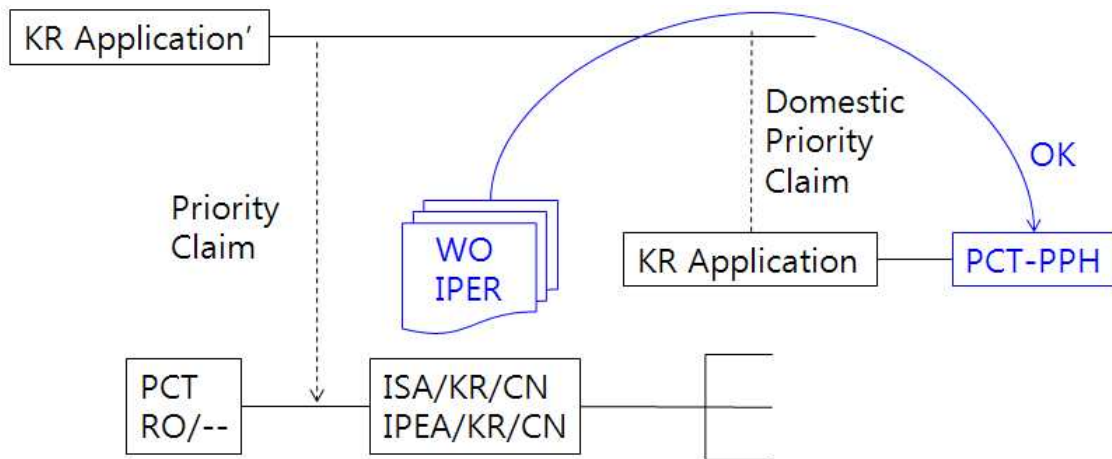 KR Application’
Domestic
Priority
Claim
OK
Priority
Claim
WO
IPER
KR Application
PCT-PPH
PCT
RO/--
ISA/KR/CN
IPEA/KR/CN